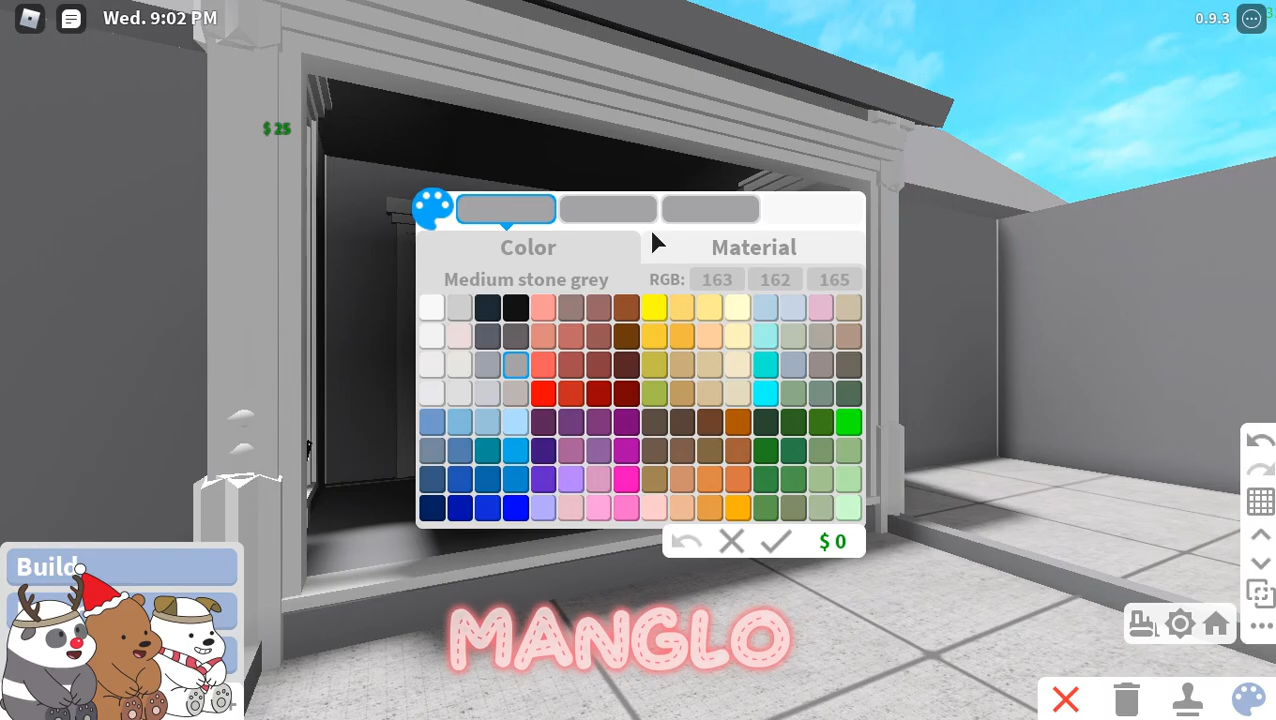 Wed. 9:02 PM
0.9.3
$ 25
Color
Material
Medium stone grey
RGB: 163 162 165
$ 0
Build
MANGLO